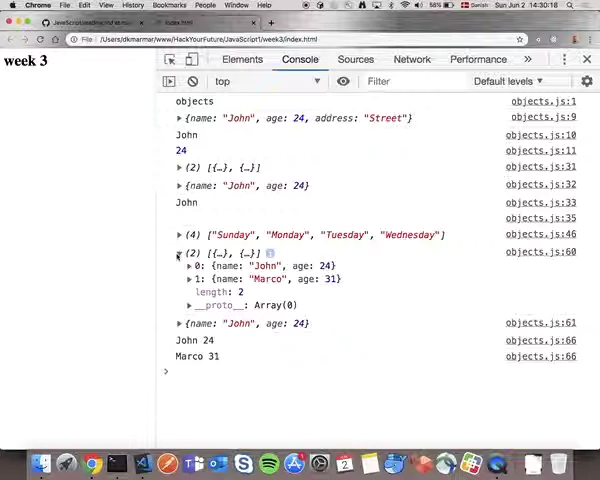 Chrome File Edit View History Bookmarks People Window Help 58% Danish Sun Jun 2 14:30:18
index.html
File /Users/dkmarmar/www/HackYourFuture/JavaScript1/week3/index.html
week 3
Elements Console Sources Network Performance »
top Filter Default levels ▼
objects objects.js:1
▶ {name: "John", age: 24, address: "Street"} objects.js:9
John objects.js:10
24 objects.js:11
▶ (2) [{…}, {…}] objects.js:31
▶ {name: "John", age: 24} objects.js:32
John objects.js:33
objects.js:35
▶ (4) ["Sunday", "Monday", "Tuesday", "Wednesday"] objects.js:46
▼ (2) [{…}, {…}] i objects.js:60
▶ 0: {name: "John", age: 24}
▶ 1: {name: "Marco", age: 31}
length: 2
▶ __proto__: Array(0)
▶ {name: "John", age: 24} objects.js:61
John 24 objects.js:66
Marco 31 objects.js:66
>